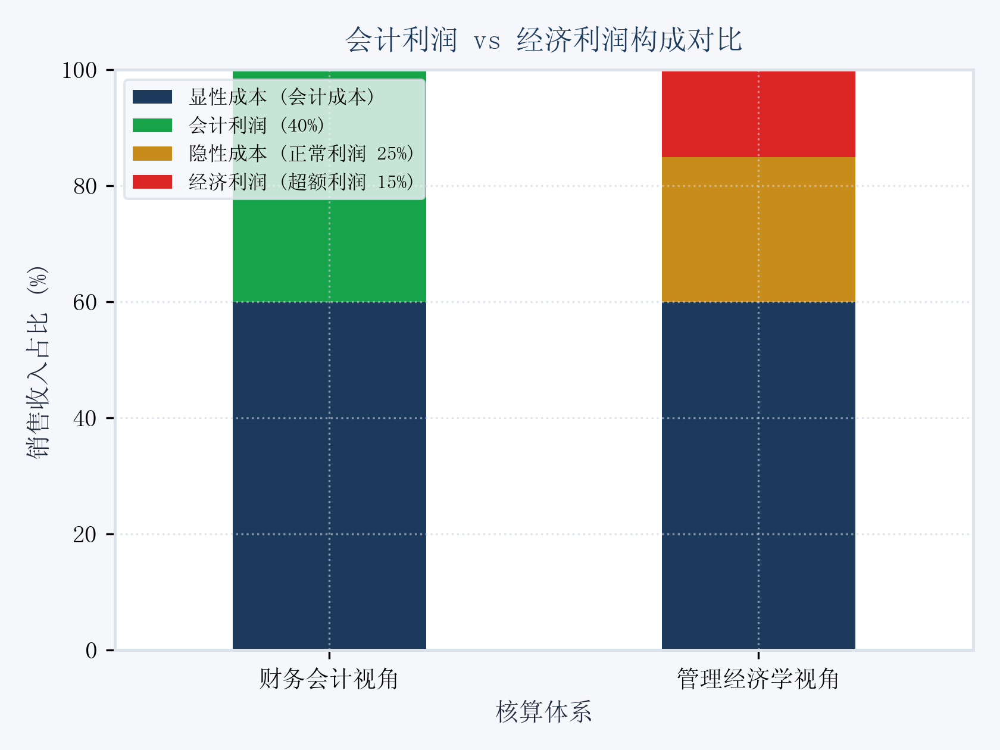 会计利润 vs 经济利润构成对比
显性成本 (会计成本)
会计利润 (40%)
隐性成本 (正常利润 25%)
经济利润 (超额利润 15%)
销售收入占比 (%)
100
80
60
40
20
0
财务会计视角 管理经济学视角
核算体系